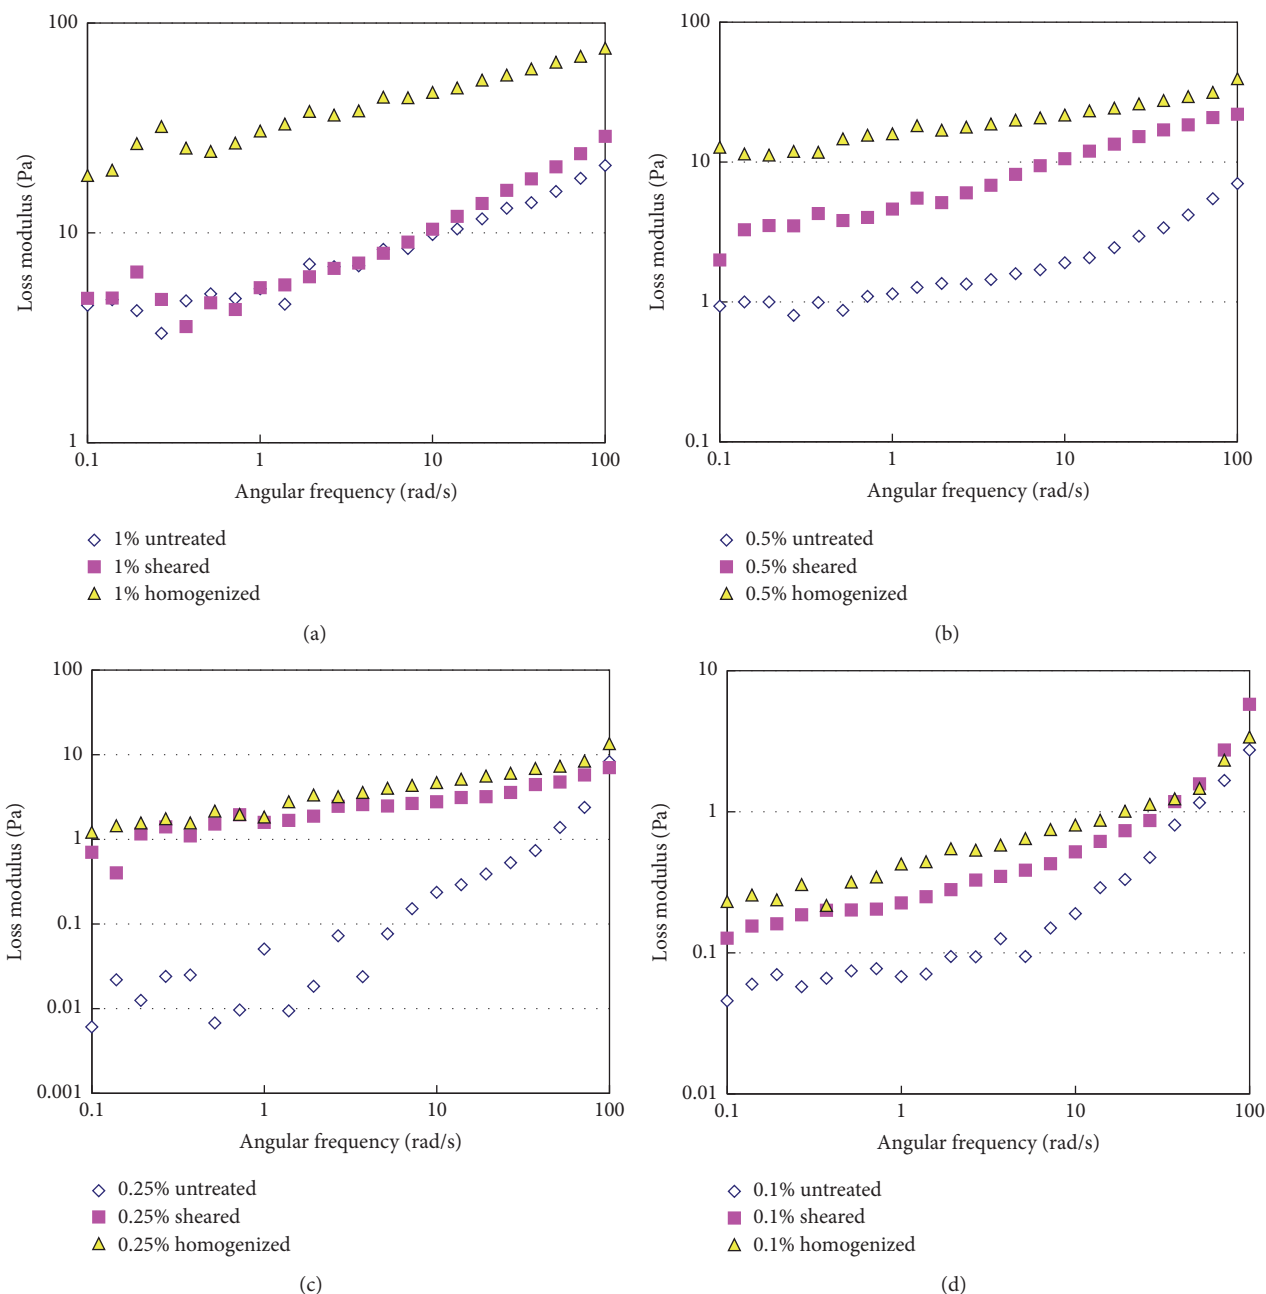 100
10
1
Loss modulus (Pa)
0.1 1 10 100
Angular frequency (rad/s)
1% untreated
1% sheared
1% homogenized
(a)
100
10
1
0.1
Loss modulus (Pa)
0.1 1 10 100
Angular frequency (rad/s)
0.5% untreated
0.5% sheared
0.5% homogenized
(b)
100
10
1
0.1
0.01
0.001
Loss modulus (Pa)
0.1 1 10 100
Angular frequency (rad/s)
0.25% untreated
0.25% sheared
0.25% homogenized
(c)
10
1
0.1
0.01
Loss modulus (Pa)
0.1 1 10 100
Angular frequency (rad/s)
0.1% untreated
0.1% sheared
0.1% homogenized
(d)